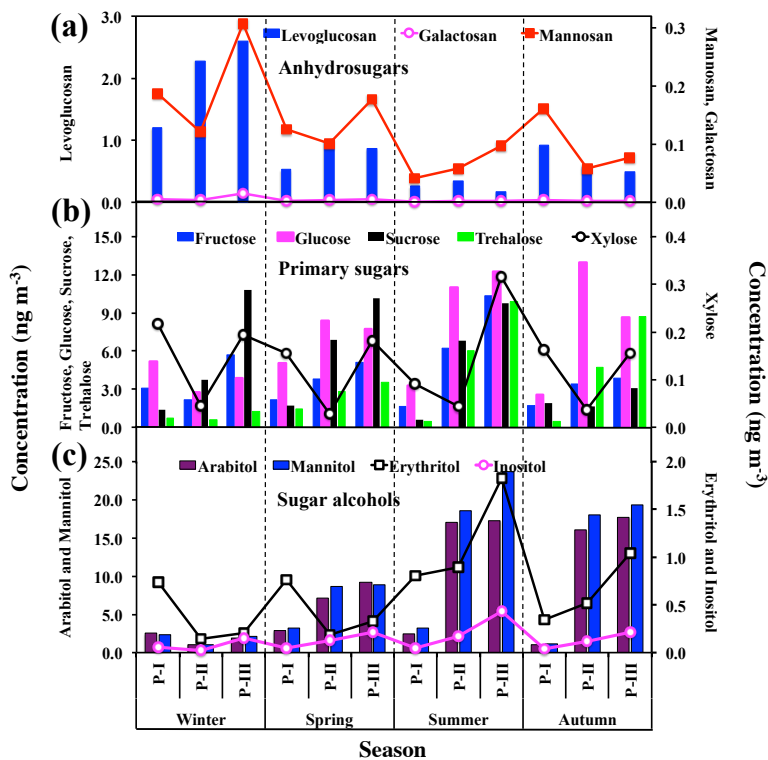 (a)
Levoglucosan Galactosan Mannosan
Anhydrosugars
3.0
2.0
1.0
0.0
Levoglucosan
0.3
0.2
0.1
0.0
Mannosan, Galactosan
(b)
Fructose Glucose Sucrose Trehalose Xylose
Primary sugars
15.0
12.0
9.0
6.0
3.0
0.0
Fructose, Glucose, Sucrose,
Trehalose
0.4
0.3
0.2
0.1
0.0
Xylose
Concentration (ng m-3)
Concentration (ng m-3)
(c)
Arabitol Mannitol Erythritol Inositol
Sugar alcohols
25.0
20.0
15.0
10.0
5.0
0.0
Arabitol and Mannitol
2.0
1.5
1.0
0.5
0.0
Erythritol and Inositol
P-I P-II P-III P-I P-II P-III P-I P-II P-III P-I P-II P-III
Winter Spring Summer Autumn
Season